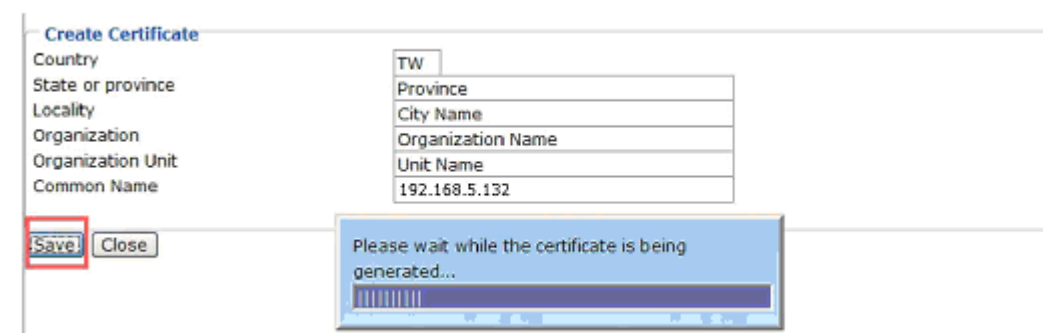 Create Certificate
Country TW
State or province Province
Locality City Name
Organization Organization Name
Organization Unit Unit Name
Common Name 192.168.5.132
Save Close
Please wait while the certificate is being
generated...